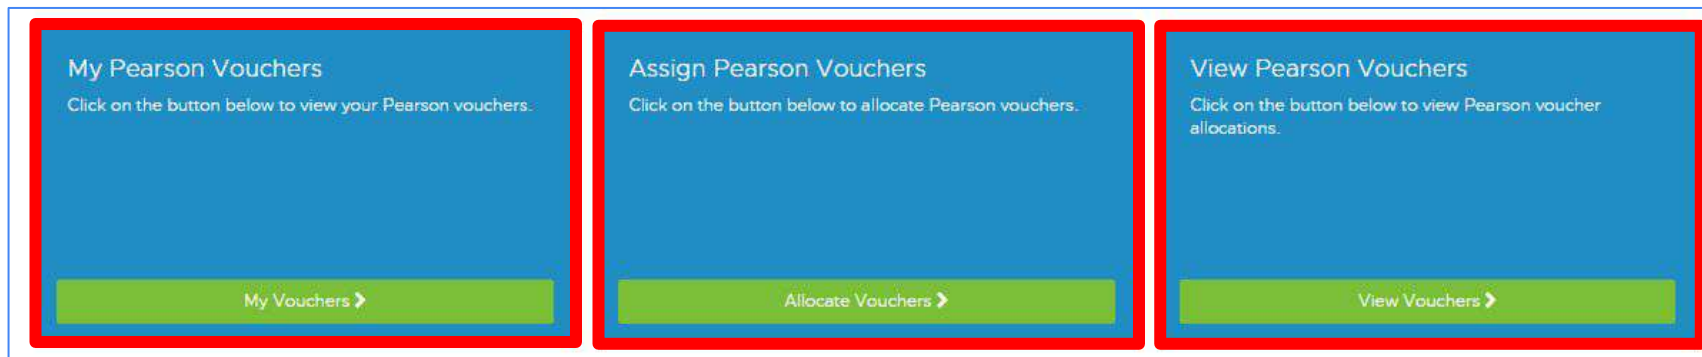 My Pearson Vouchers
Click on the button below to view your Pearson vouchers.
My Vouchers
Assign Pearson Vouchers
Click on the button below to allocate Pearson vouchers.
Allocate Vouchers
View Pearson Vouchers
Click on the button below to view Pearson voucher
allocations.
View Vouchers